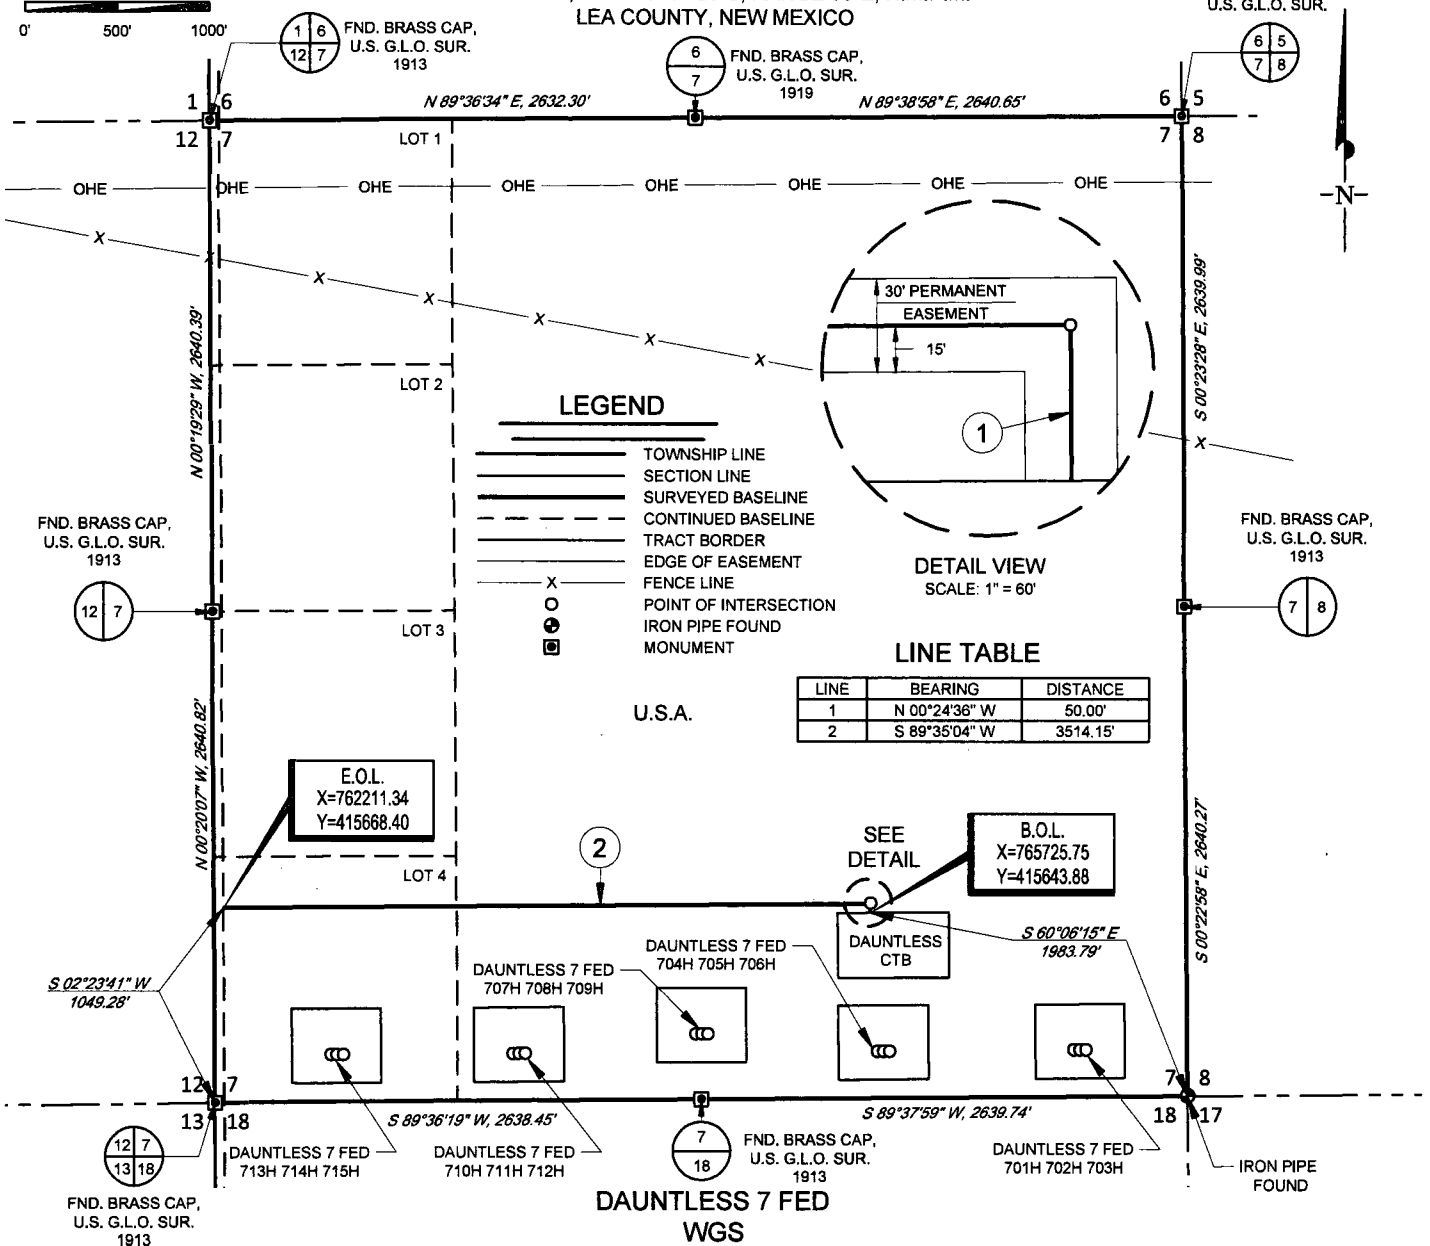 LEA COUNTY, NEW MEXICO
U.S. G.L.O. SUR.
0' 500' 1000'
1 6
12 7
FND. BRASS CAP,
U.S. G.L.O. SUR.
1913
6
7
FND. BRASS CAP,
U.S. G.L.O. SUR.
1919
6 5
7 8
N 89°36'34" E, 2632.30'
N 89°38'58" E, 2640.65'
1 6
12 7
6 5
7 8
LOT 1
OHE OHE OHE OHE OHE OHE OHE OHE
N
X X X X X X X X
30' PERMANENT
EASEMENT
15'
1
N 00°19'29" W, 2640.39'
S 00°23'28" E, 2639.99'
LOT 2
LEGEND
TOWNSHIP LINE
SECTION LINE
SURVEYED BASELINE
CONTINUED BASELINE
TRACT BORDER
EDGE OF EASEMENT
X FENCE LINE
POINT OF INTERSECTION
IRON PIPE FOUND
MONUMENT
DETAIL VIEW
SCALE: 1" = 60'
FND. BRASS CAP,
U.S. G.L.O. SUR.
1913
12 7
FND. BRASS CAP,
U.S. G.L.O. SUR.
1913
7 8
LOT 3
LINE TABLE
LINE BEARING DISTANCE
1 N 00°24'36" W 50.00'
2 S 89°35'04" W 3514.15'
U.S.A.
N 00°20'07" W, 2640.82'
S 00°22'58" E, 2640.27'
E.O.L.
X=762211.34
Y=415668.40
2
SEE
DETAIL
B.O.L.
X=765725.75
Y=415643.88
LOT 4
DAUNTLESS
CTB
S 60°06'15" E
1983.79'
S 02°23'41" W
1049.28'
DAUNTLESS 7 FED
704H 705H 706H
DAUNTLESS 7 FED
707H 708H 709H
12 7
13 18
7 8
18 17
S 89°36'19" W, 2638.45'
S 89°37'59" W, 2639.74'
12 7
13 18
FND. BRASS CAP,
U.S. G.L.O. SUR.
1913
DAUNTLESS 7 FED
713H 714H 715H
DAUNTLESS 7 FED
710H 711H 712H
7
18
FND. BRASS CAP,
U.S. G.L.O. SUR.
1913
DAUNTLESS 7 FED
701H 702H 703H
IRON PIPE
FOUND
DAUNTLESS 7 FED
WGS